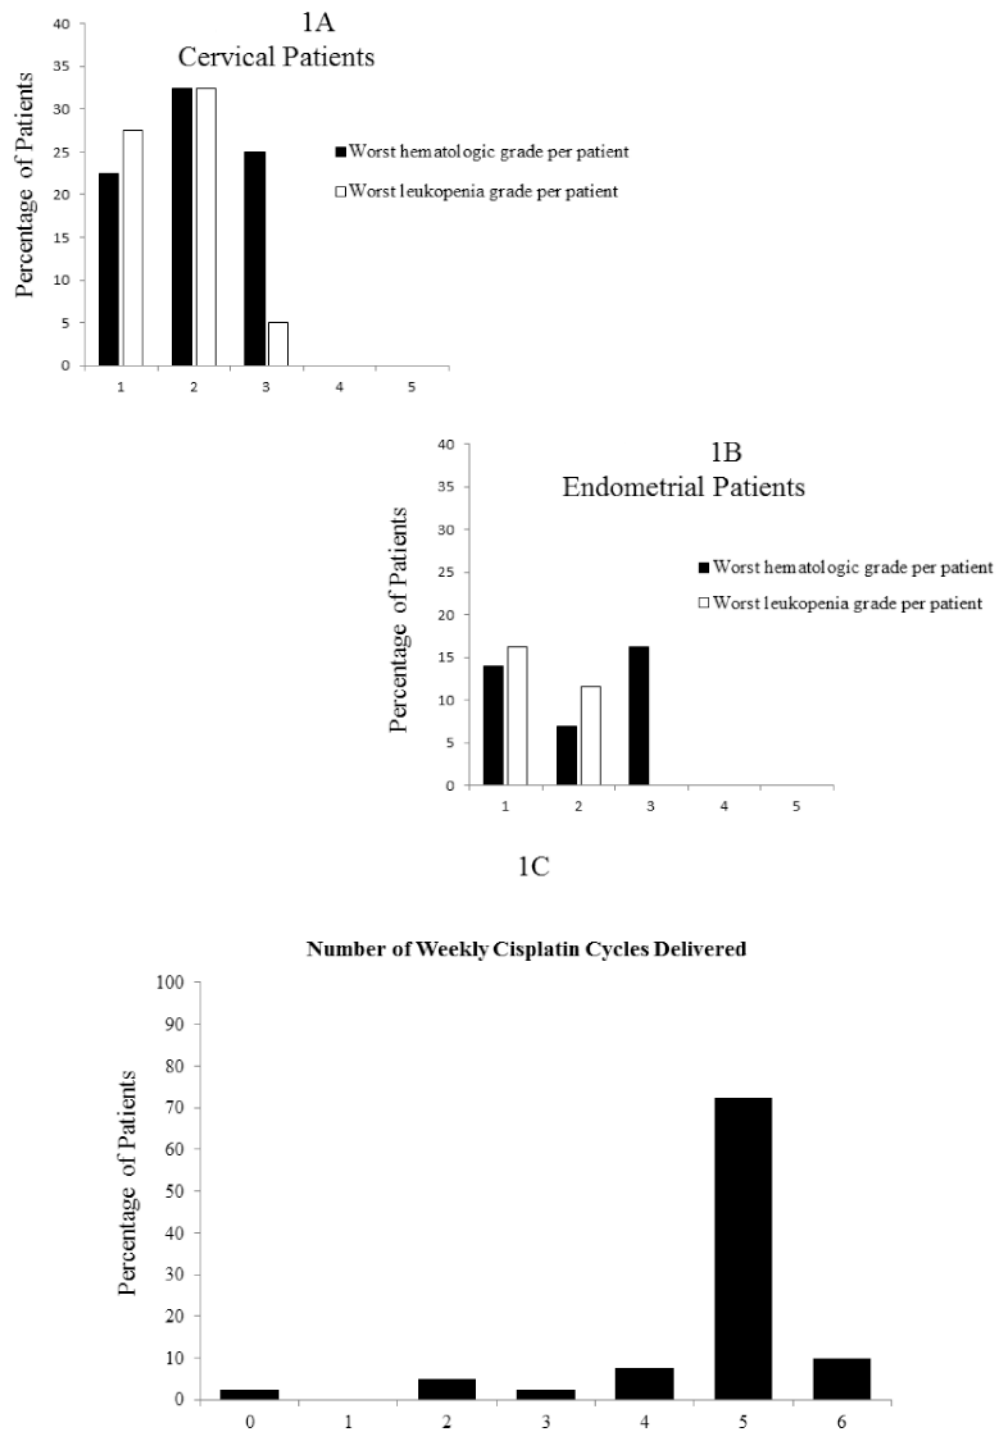 1A
Cervical Patients
40
35
30
25
20
15
10
5
0
Percentage of Patients
Worst hematologic grade per patient
Worst leukopenia grade per patient
1 2 3 4 5
1B
Endometrial Patients
40
35
30
25
20
15
10
5
0
Percentage of Patients
Worst hematologic grade per patient
Worst leukopenia grade per patient
1 2 3 4 5
1C
Number of Weekly Cisplatin Cycles Delivered
100
90
80
70
60
50
40
30
20
10
0
Percentage of Patients
0 1 2 3 4 5 6